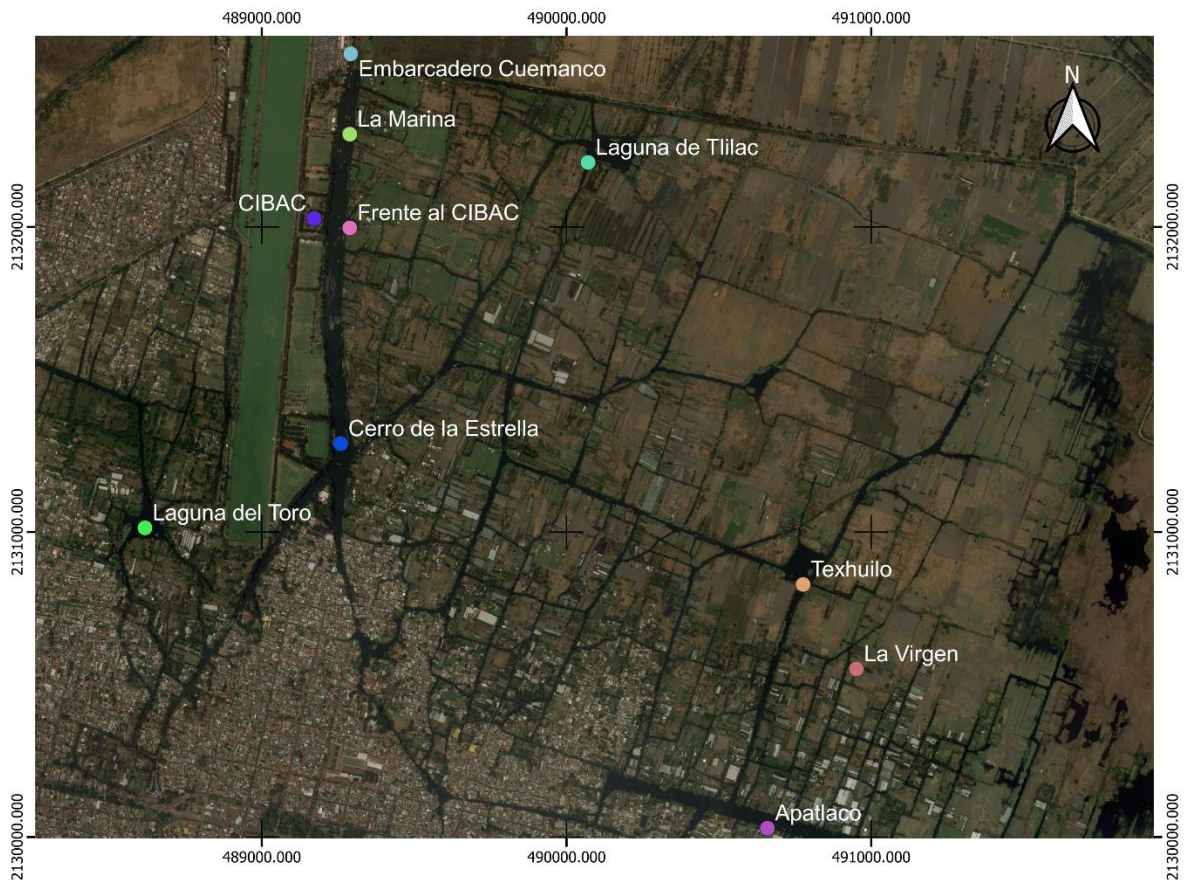 489000.000
490000.000
491000.000
N
Embarcadero Cuemanco
La Marina
Laguna de Tlilac
CIBAC
Frente al CIBAC
2132000.000
2132000.000
Cerro de la Estrella
Laguna del Toro
2131000.000
2131000.000
Texhuilo
La Virgen
Apatlaco
2130000.000
2130000.000
489000.000
490000.000
491000.000